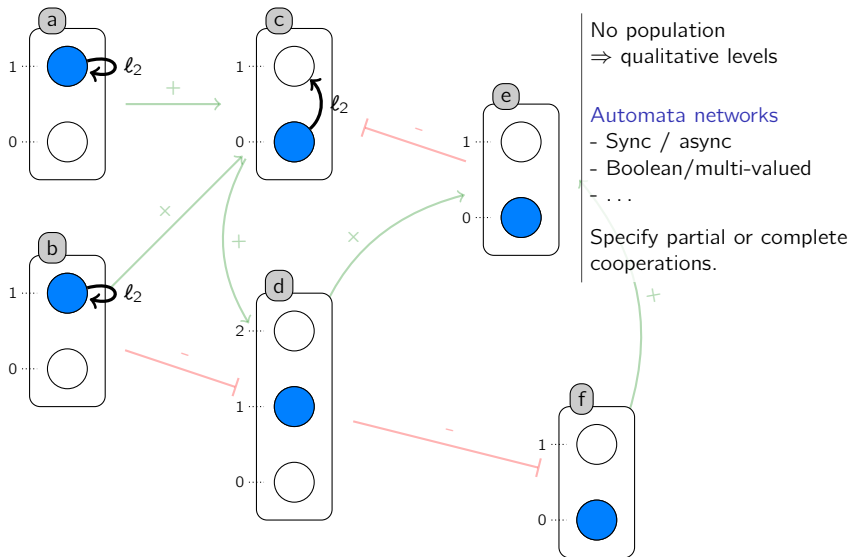 a
1
ℓ2
0
+
c
1
0
ℓ2
-
e
1
0
No population
⇒ qualitative levels
Automata networks
- Sync / async
- Boolean/multi-valued
- . . .
Specify partial or complete
cooperations.
×
+
×
b
1
ℓ2
0
-
d
2
1
0
-
+
f
1
0